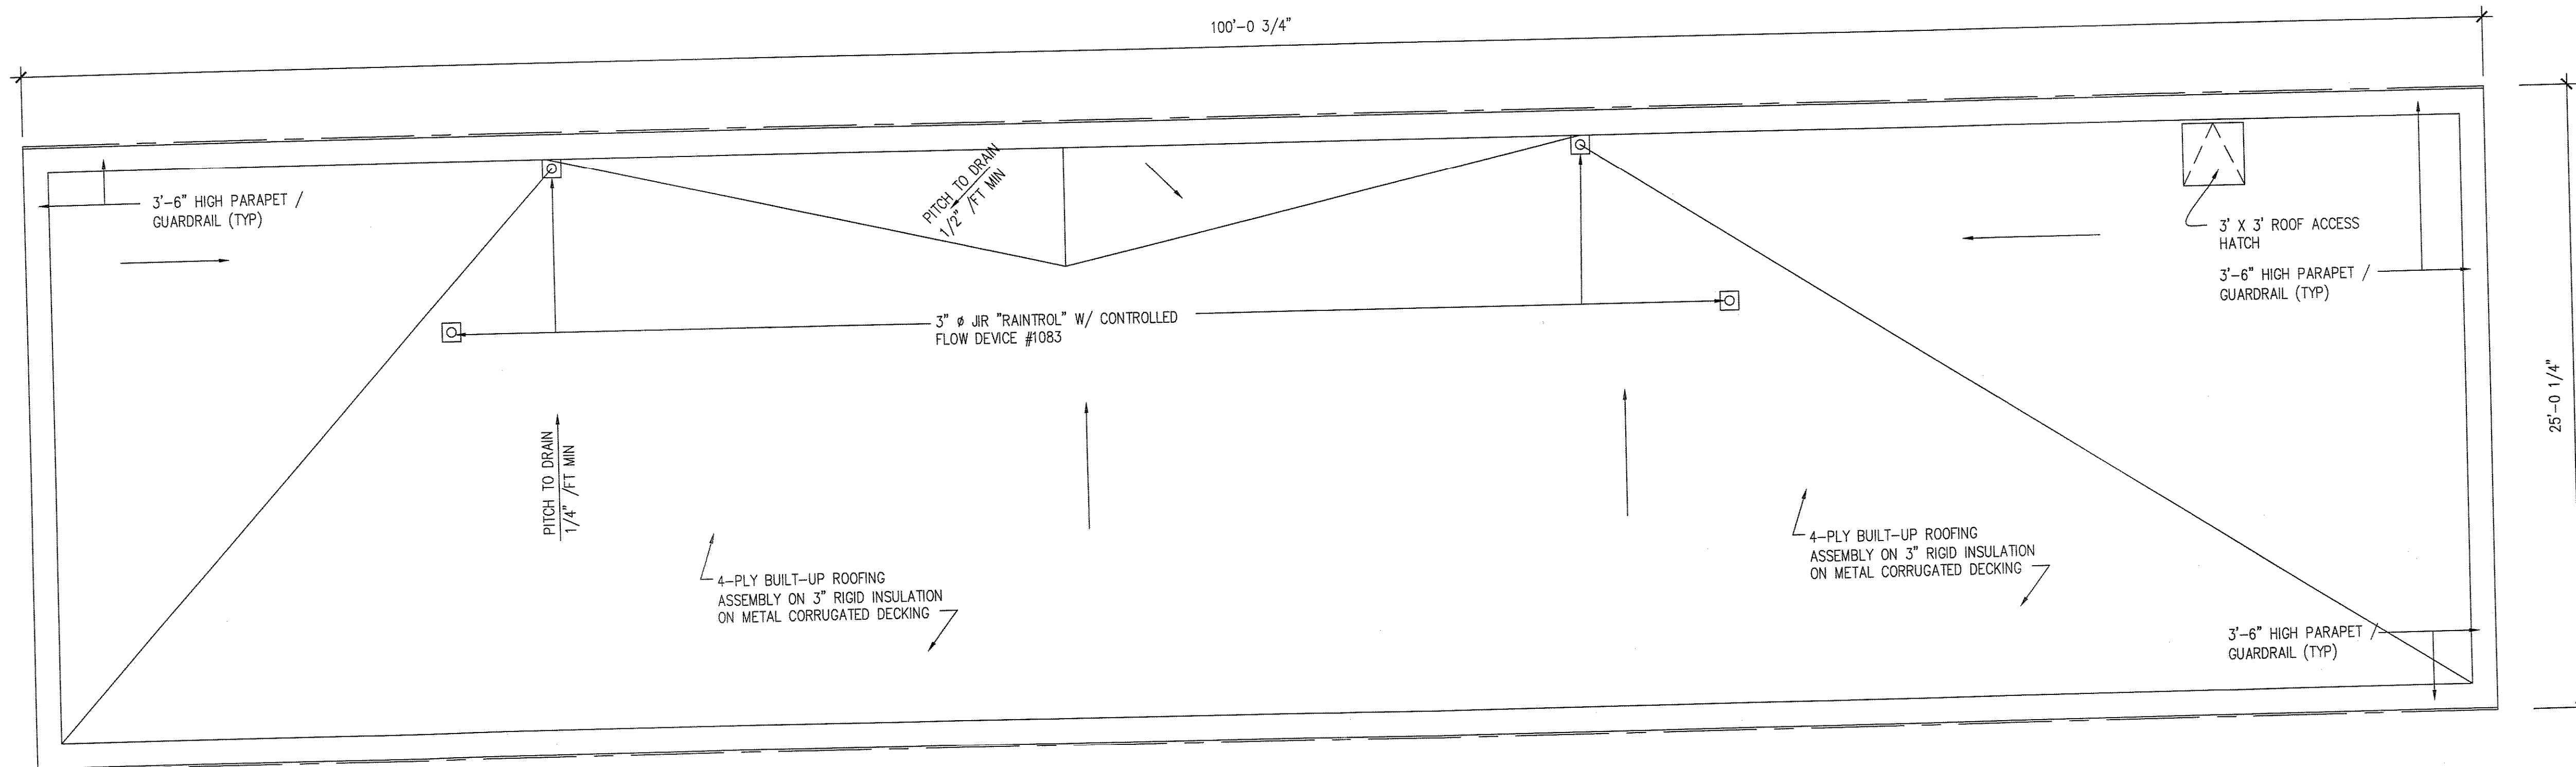 100'-0 3/4"
3'-6" HIGH PARAPET /
GUARDRAIL (TYP)
PITCH TO DRAIN
1/2" /FT MIN
3' X 3' ROOF ACCESS
HATCH
3'-6" HIGH PARAPET /
GUARDRAIL (TYP)
3" ø JIR "RAINTROL" W/ CONTROLLED
FLOW DEVICE #1083
25'-0 1/4"
PITCH TO DRAIN
1/4" /FT MIN
4-PLY BUILT-UP ROOFING
ASSEMBLY ON 3" RIGID INSULATION
ON METAL CORRUGATED DECKING
4-PLY BUILT-UP ROOFING
ASSEMBLY ON 3" RIGID INSULATION
ON METAL CORRUGATED DECKING
3'-6" HIGH PARAPET /
GUARDRAIL (TYP)